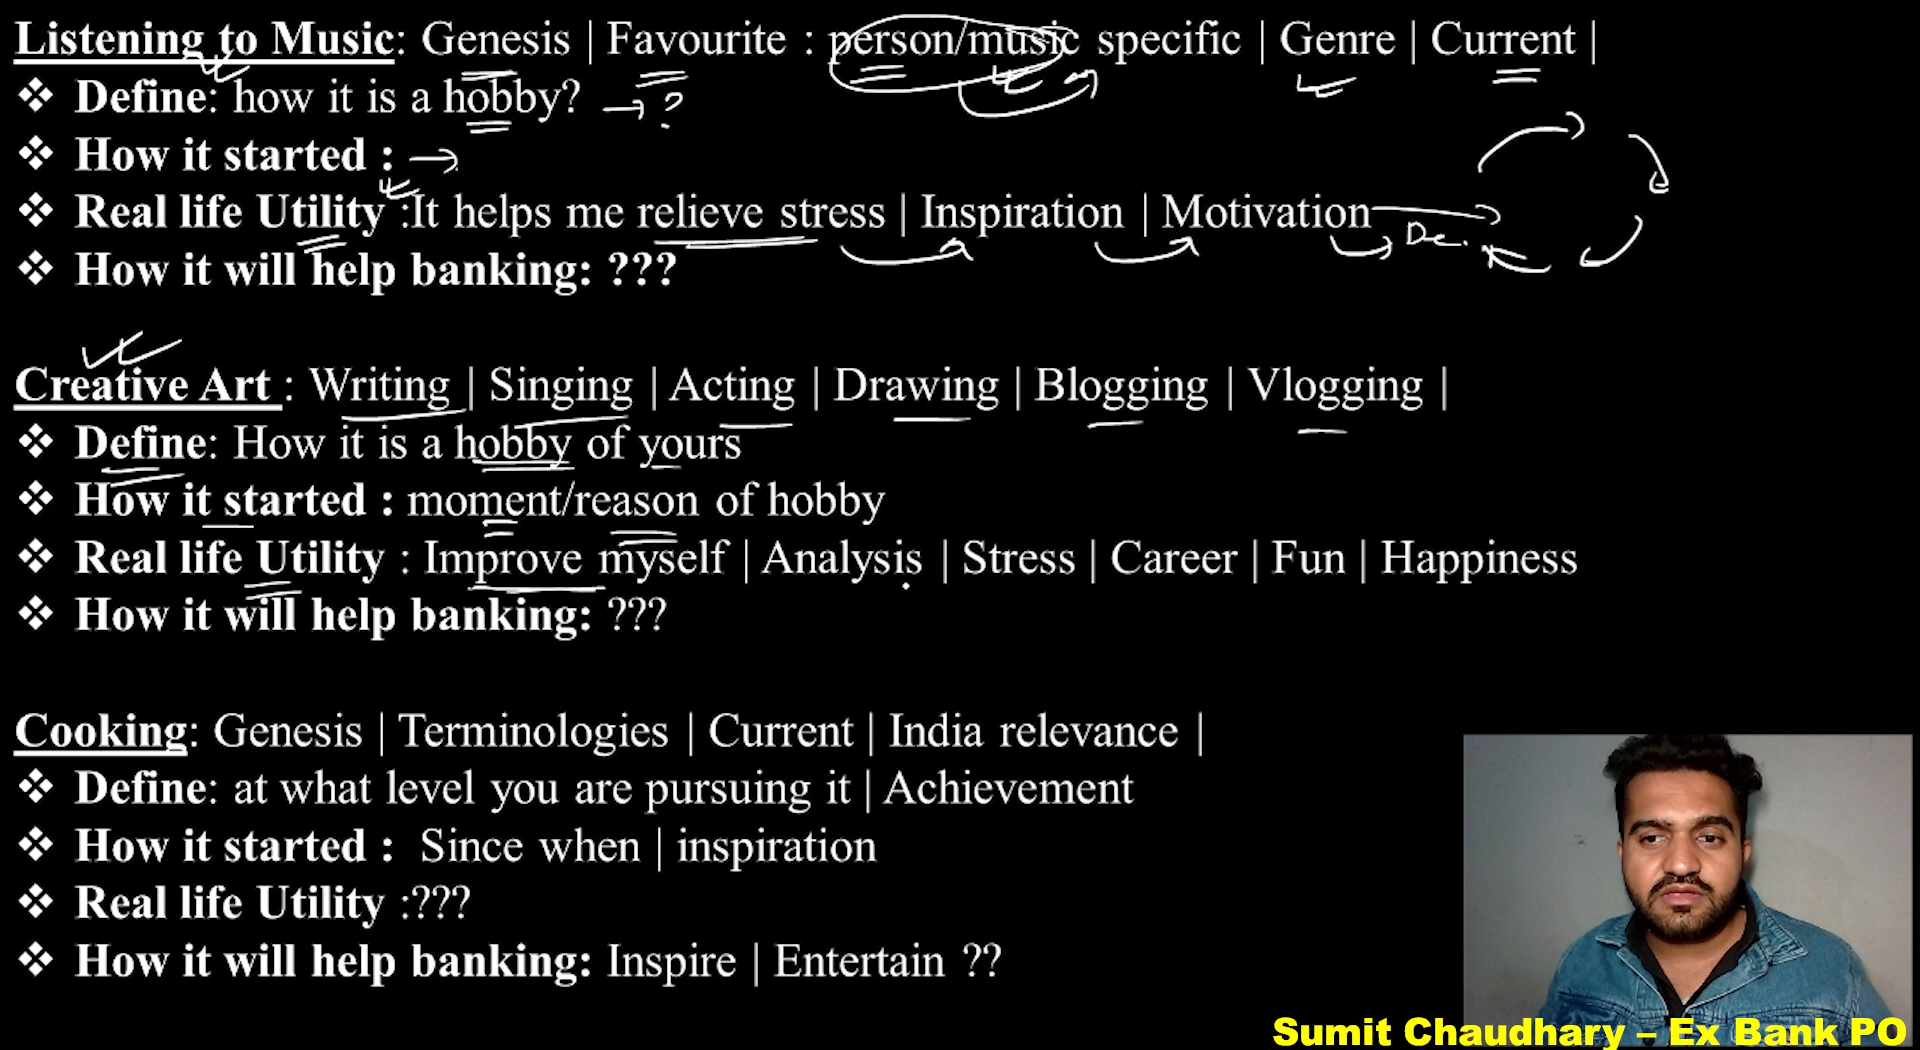 Listening to Music: Genesis | Favourite : person/music specific | Genre | Current |
❖ Define: how it is a hobby? → ?
❖ How it started : →
❖ Real life Utility :It helps me relieve stress | Inspiration | Motivation
De.
❖ How it will help banking: ???
Creative Art : Writing | Singing | Acting | Drawing | Blogging | Vlogging |
❖ Define: How it is a hobby of yours
❖ How it started : moment/reason of hobby
❖ Real life Utility : Improve myself | Analysis | Stress | Career | Fun | Happiness
❖ How it will help banking: ???
Cooking: Genesis | Terminologies | Current | India relevance |
❖ Define: at what level you are pursuing it | Achievement
❖ How it started : Since when | inspiration
❖ Real life Utility :???
❖ How it will help banking: Inspire | Entertain ??
Sumit Chaudhary – Ex Bank PO